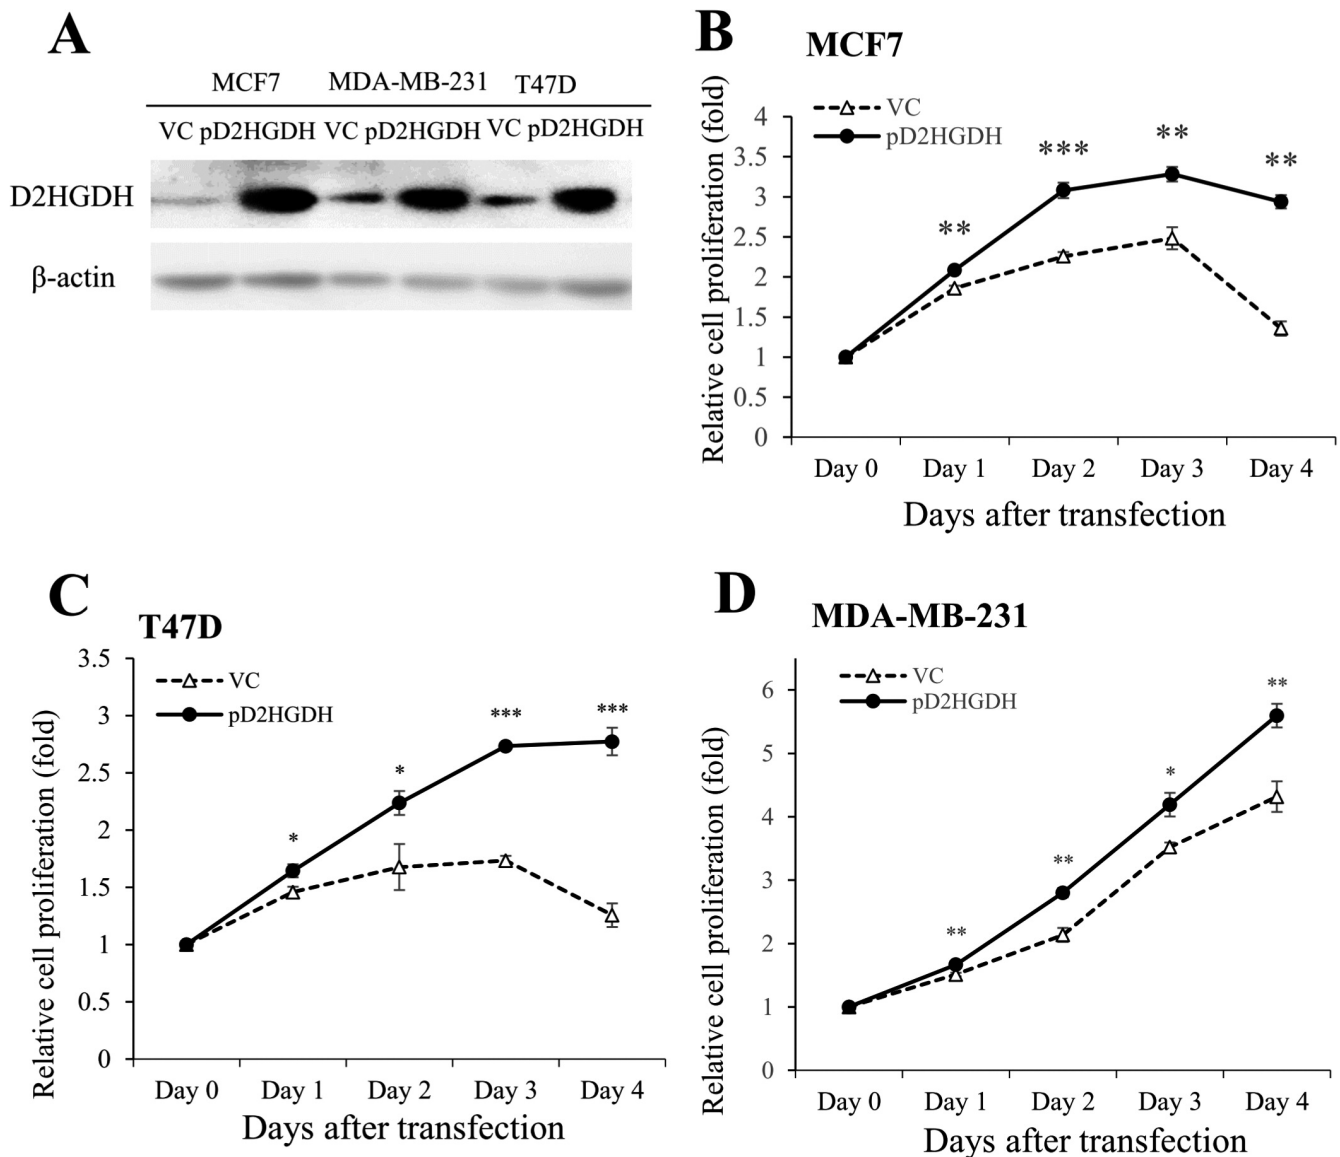 A
MCF7 MDA-MB-231 T47D
VC pD2HGDH VC pD2HGDH VC pD2HGDH
D2HGDH
β-actin
B
MCF7
VC
pD2HGDH
Relative cell proliferation (fold)
4
3.5
3
2.5
2
1.5
1
0.5
0
**
***
**
**
Day 0 Day 1 Day 2 Day 3 Day 4
Days after transfection
C
T47D
VC
pD2HGDH
Relative cell proliferation (fold)
3.5
3
2.5
2
1.5
1
0.5
0
*
*
***
***
Day 0 Day 1 Day 2 Day 3 Day 4
Days after transfection
D
MDA-MB-231
VC
pD2HGDH
Relative cell proliferation (fold)
6
5
4
3
2
1
0
**
**
*
**
Day 0 Day 1 Day 2 Day 3 Day 4
Days after transfection